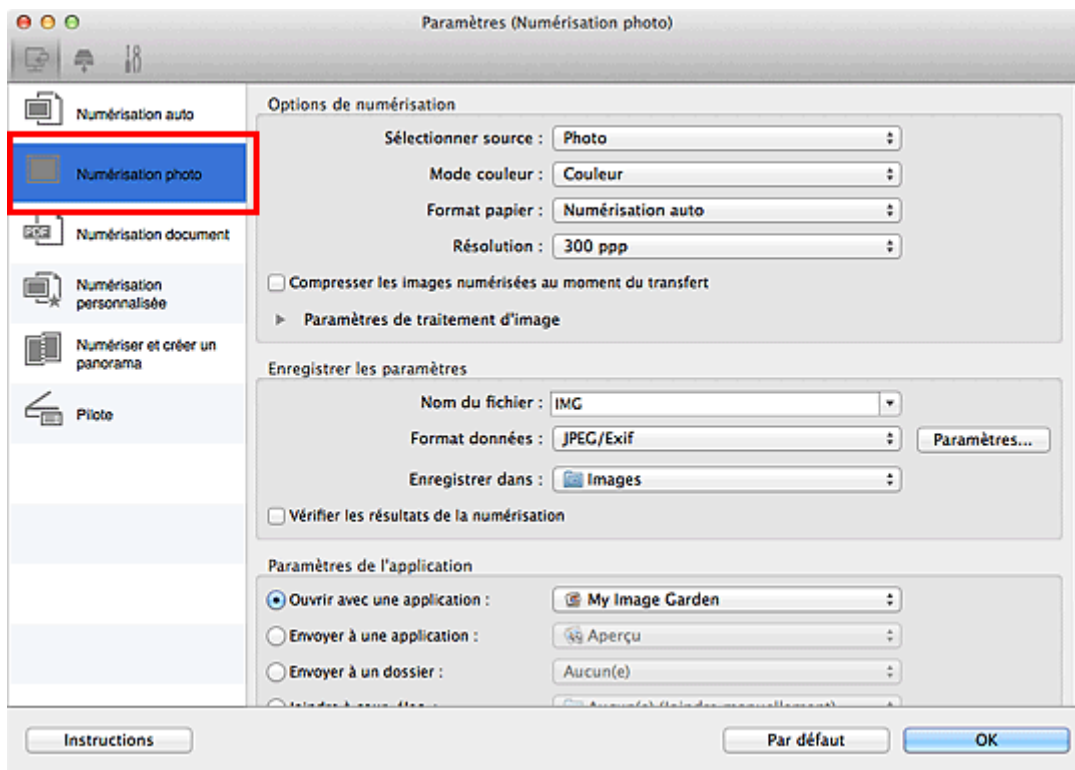 Paramètres (Numérisation photo)
Numérisation auto
Numérisation photo
PDF
Numérisation document
Numérisation
personnalisée
Numériser et créer un
panorama
Pilote
Options de numérisation
Sélectionner source : Photo
Mode couleur : Couleur
Format papier : Numérisation auto
Résolution : 300 ppp
Compresser les images numérisées au moment du transfert
Paramètres de traitement d'image
Enregistrer les paramètres
Nom du fichier : IMG
Format données : JPEG/Exif Paramètres...
Enregistrer dans : Images
Vérifier les résultats de la numérisation
Paramètres de l'application
Ouvrir avec une application : My Image Garden
Envoyer à une application : Aperçu
Envoyer à un dossier : Aucun(e)
Instructions Par défaut OK